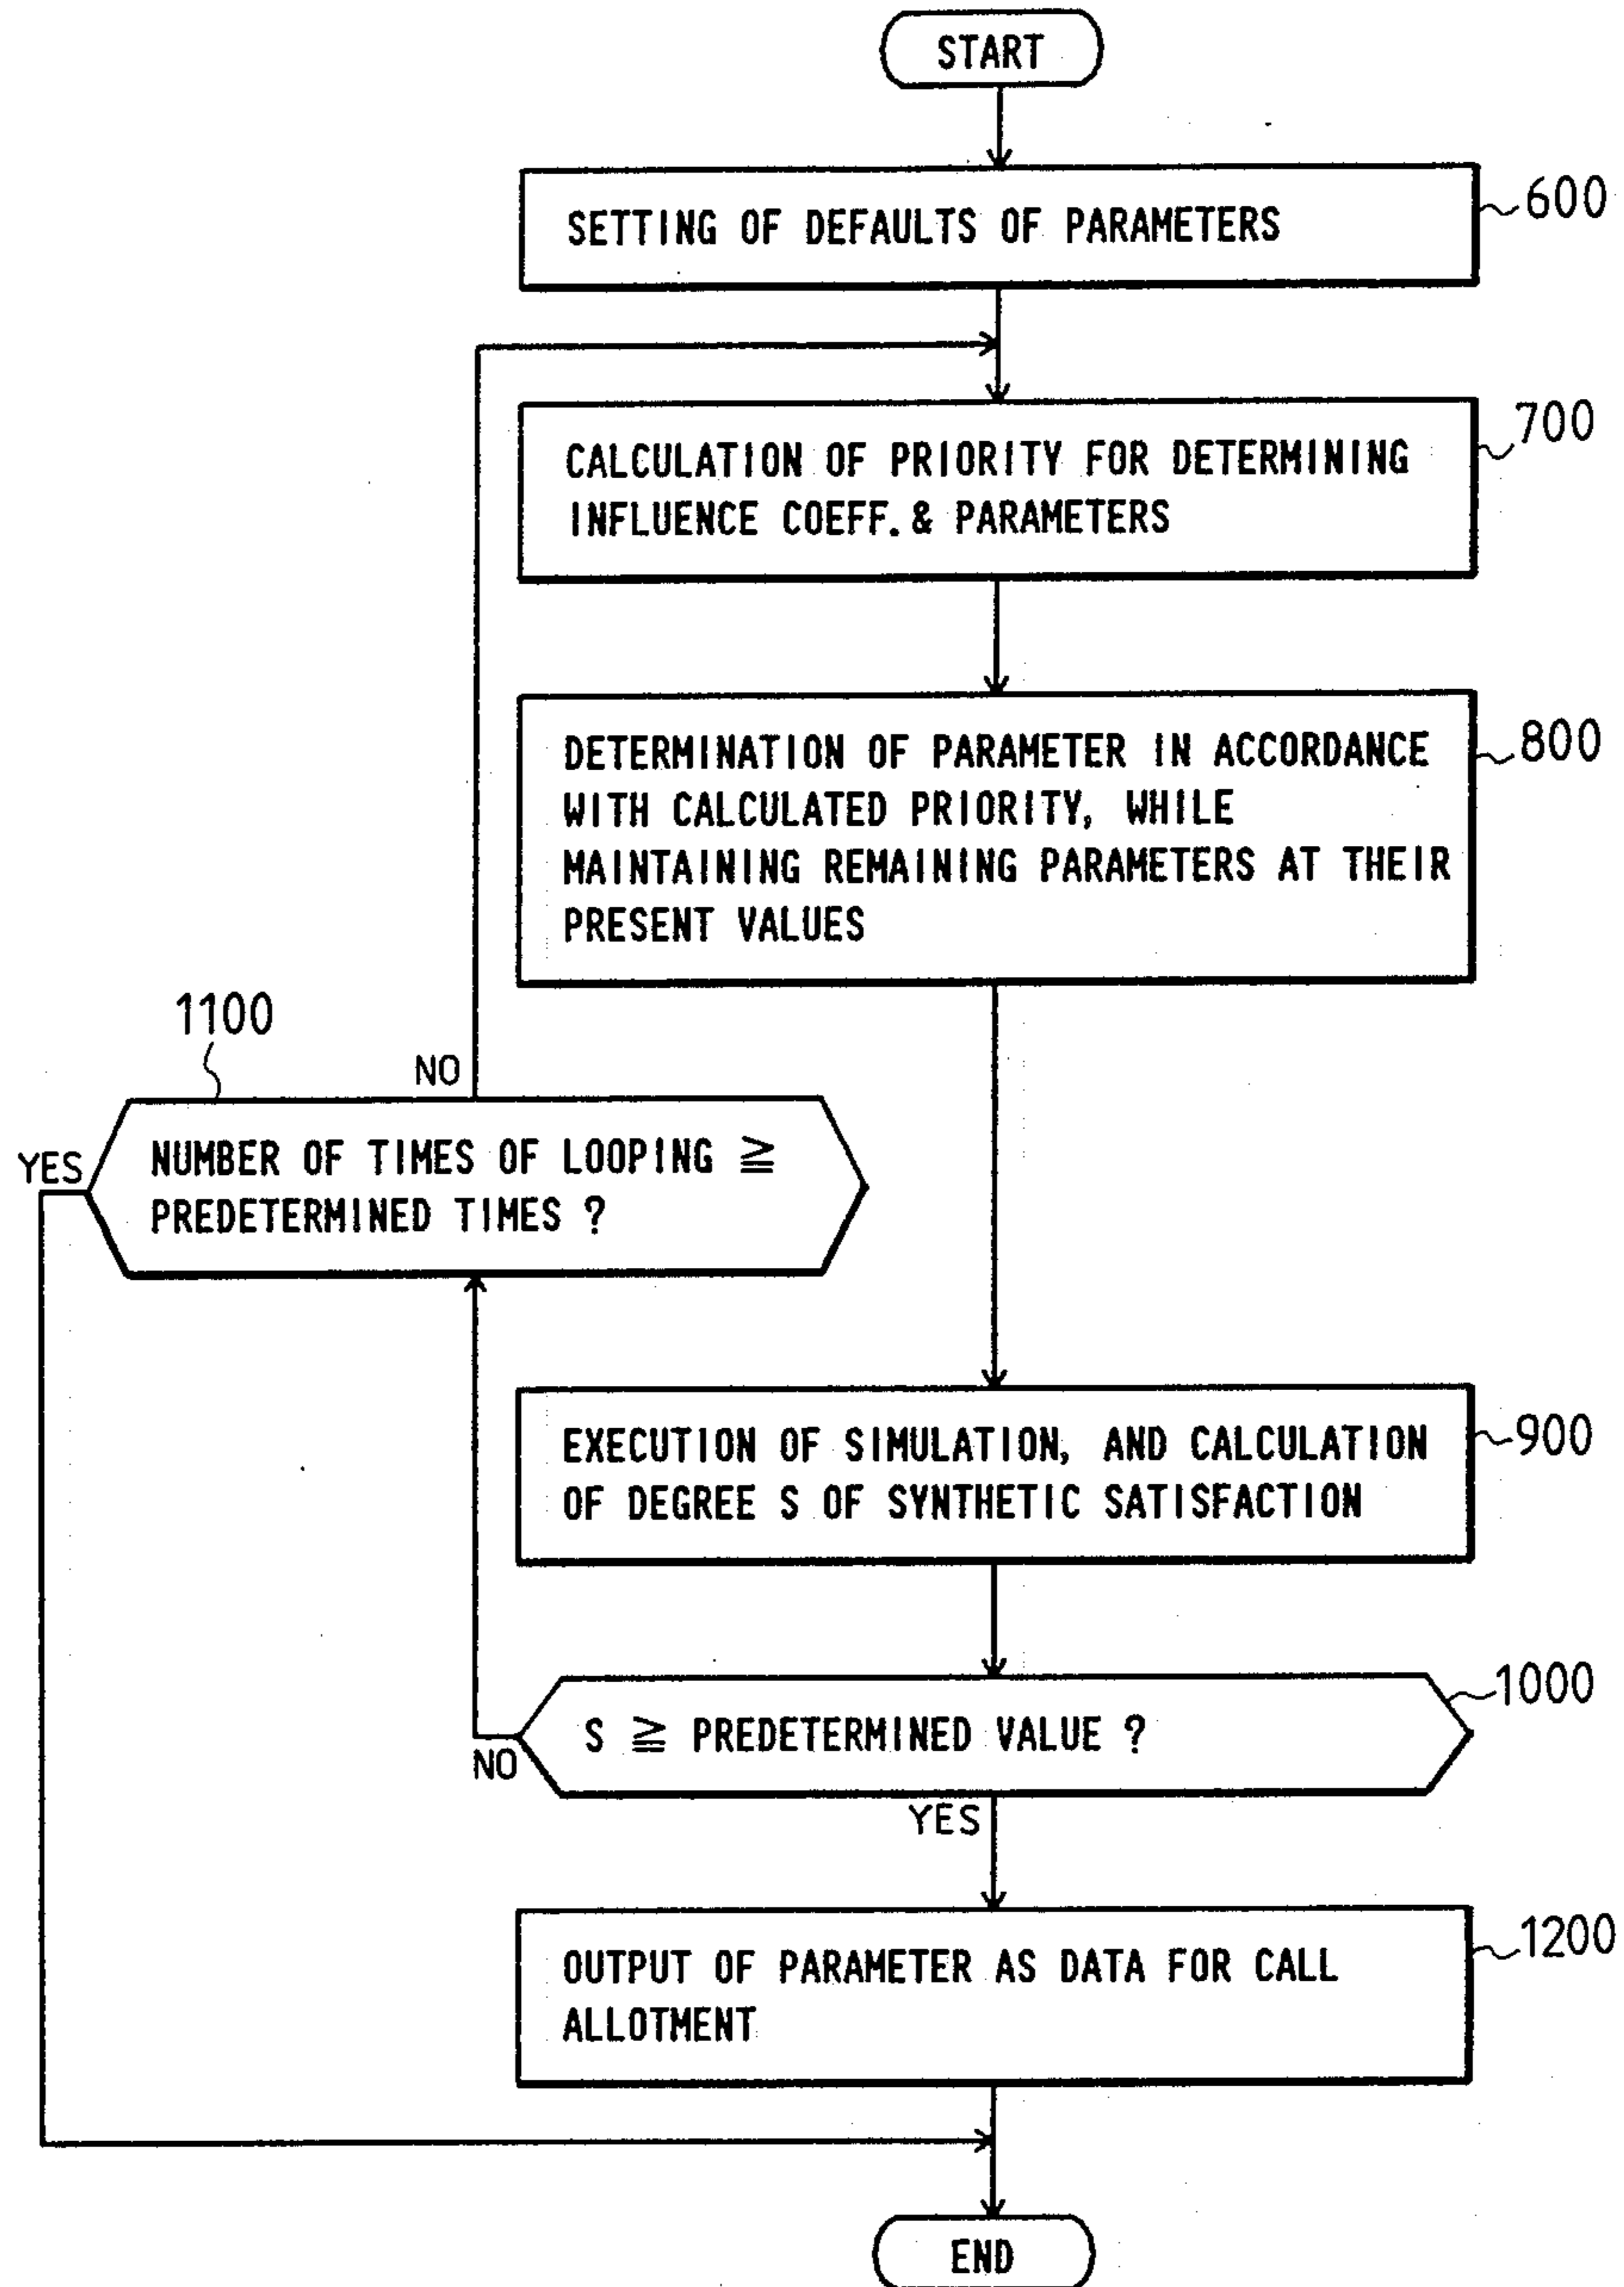 START
SETTING OF DEFAULTS OF PARAMETERS
600
CALCULATION OF PRIORITY FOR DETERMINING
INFLUENCE COEFF. & PARAMETERS
700
DETERMINATION OF PARAMETER IN ACCORDANCE
WITH CALCULATED PRIORITY, WHILE
MAINTAINING REMAINING PARAMETERS AT THEIR
PRESENT VALUES
800
1100
NO
YES
NUMBER OF TIMES OF LOOPING ≧
PREDETERMINED TIMES ?
EXECUTION OF SIMULATION, AND CALCULATION
OF DEGREE S OF SYNTHETIC SATISFACTION
900
S ≧ PREDETERMINED VALUE ?
1000
NO
YES
OUTPUT OF PARAMETER AS DATA FOR CALL
ALLOTMENT
1200
END